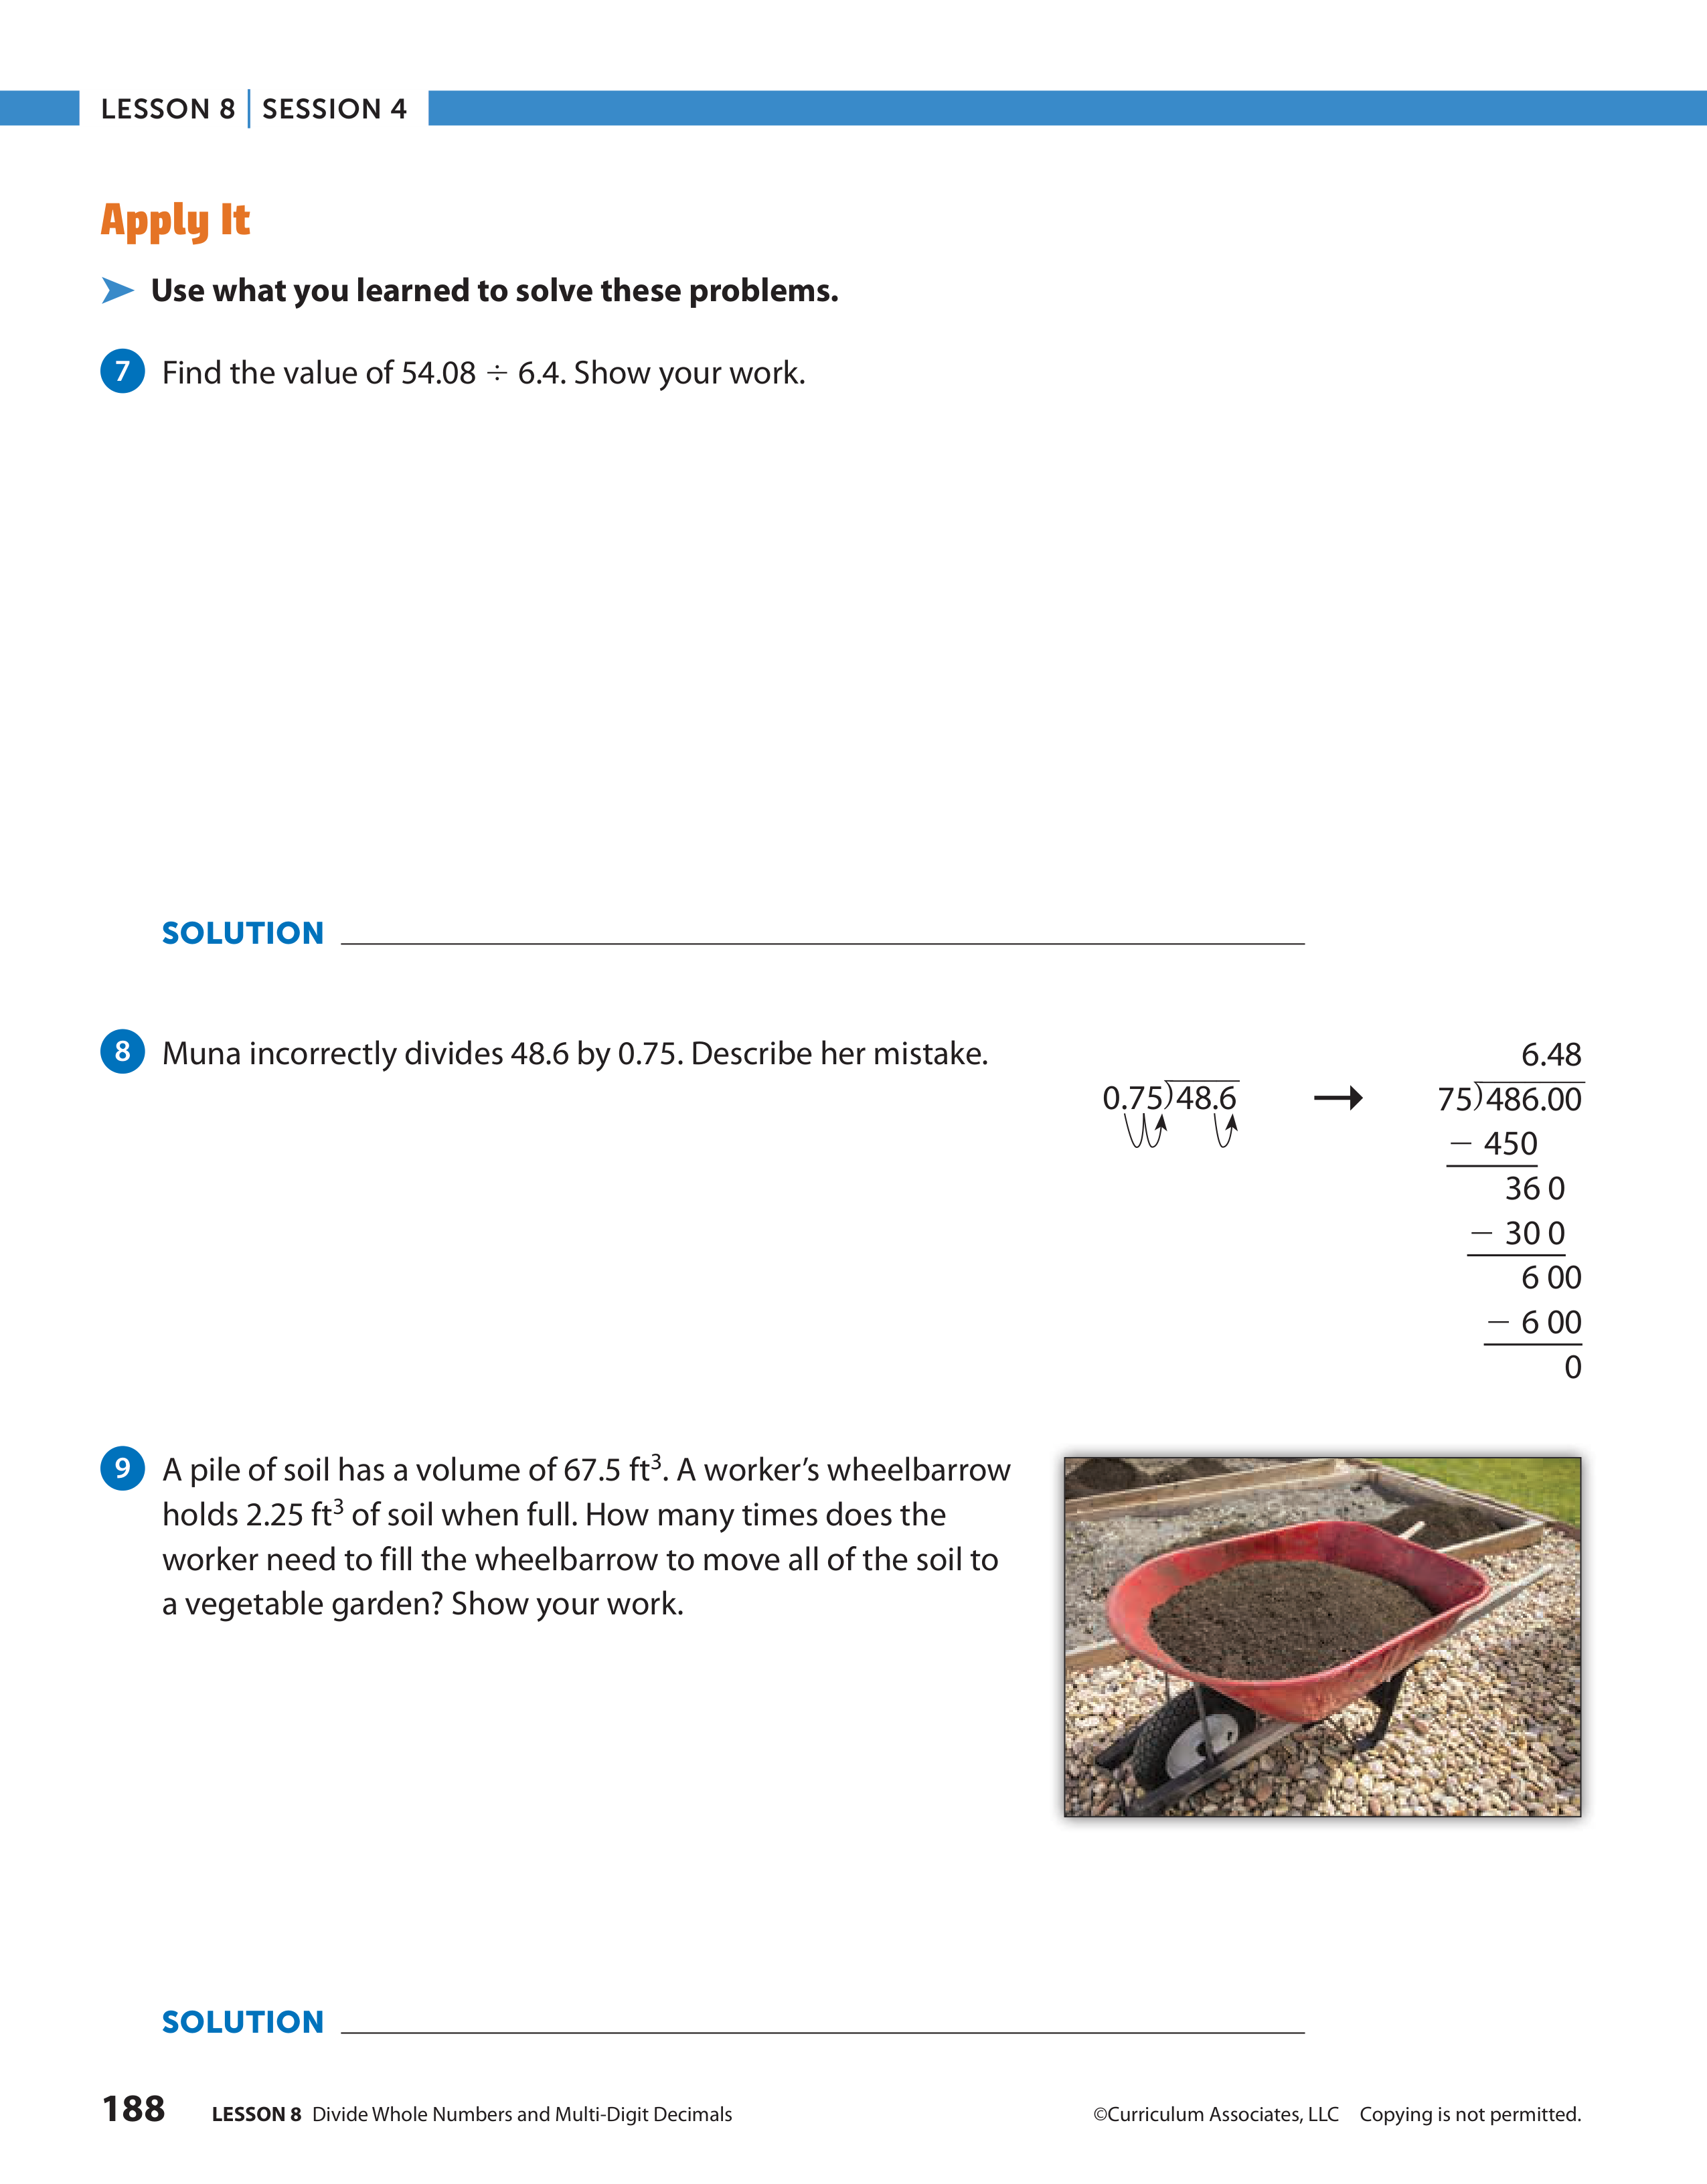 LESSON 8 | SESSION 4
Apply It
Use what you learned to solve these problems.
7 Find the value of 54.08 ÷ 6.4. Show your work.
SOLUTION
8 Muna incorrectly divides 48.6 by 0.75. Describe her mistake.
6.48
0.75)48.6 → 75)486.00
− 450
36 0
− 30 0
6 00
− 6 00
0
9 A pile of soil has a volume of 67.5 ft³. A worker’s wheelbarrow
holds 2.25 ft³ of soil when full. How many times does the
worker need to fill the wheelbarrow to move all of the soil to
a vegetable garden? Show your work.
SOLUTION
188 LESSON 8 Divide Whole Numbers and Multi-Digit Decimals ©Curriculum Associates, LLC Copying is not permitted.